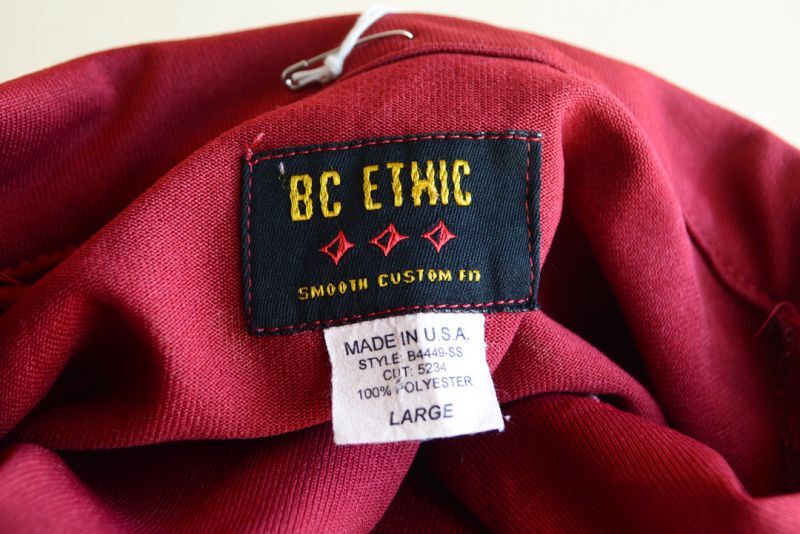 BC ETHIC
SMOOTH CUSTOM FIT
MADE IN U.S.A.
STYLE: B4449-SS
CUT: 5234
100% POLYESTER
LARGE